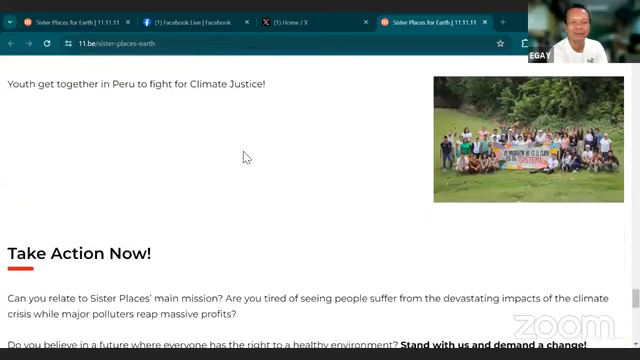 Sister Places for Earth | 11.11.11
(1) Facebook Live | Facebook
(1) Home / X
Sister Places for Earth | 11.11.11
11.be/sister-places-earth
EGAY
Youth get together in Peru to fight for Climate Justice!
SISTEMA
Take Action Now!
Can you relate to Sister Places' main mission? Are you tired of seeing people suffer from the devastating impacts of the climate
crisis while major polluters reap massive profits?
zoom
Do you believe in a future where everyone has the right to a healthy environment? Stand with us and demand a change!